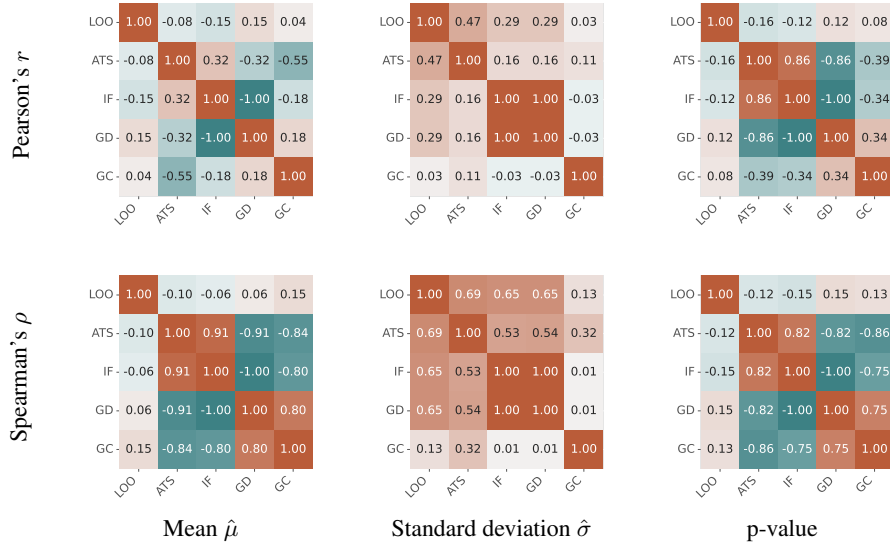 Pearson's r
LOO 1.00 -0.08 -0.15 0.15 0.04
ATS -0.08 1.00 0.32 -0.32 -0.55
IF -0.15 0.32 1.00 -1.00 -0.18
GD 0.15 -0.32 -1.00 1.00 0.18
GC 0.04 -0.55 -0.18 0.18 1.00
LOO ATS IF GD GC
LOO 1.00 0.47 0.29 0.29 0.03
ATS 0.47 1.00 0.16 0.16 0.11
IF 0.29 0.16 1.00 1.00 -0.03
GD 0.29 0.16 1.00 1.00 -0.03
GC 0.03 0.11 -0.03 -0.03 1.00
LOO ATS IF GD GC
LOO 1.00 -0.16 -0.12 0.12 0.08
ATS -0.16 1.00 0.86 -0.86 -0.39
IF -0.12 0.86 1.00 -1.00 -0.34
GD 0.12 -0.86 -1.00 1.00 0.34
GC 0.08 -0.39 -0.34 0.34 1.00
LOO ATS IF GD GC
Spearman's ρ
LOO 1.00 -0.10 -0.06 0.06 0.15
ATS -0.10 1.00 0.91 -0.91 -0.84
IF -0.06 0.91 1.00 -1.00 -0.80
GD 0.06 -0.91 -1.00 1.00 0.80
GC 0.15 -0.84 -0.80 0.80 1.00
LOO ATS IF GD GC
LOO 1.00 0.69 0.65 0.65 0.13
ATS 0.69 1.00 0.53 0.54 0.32
IF 0.65 0.53 1.00 1.00 0.01
GD 0.65 0.54 1.00 1.00 0.01
GC 0.13 0.32 0.01 0.01 1.00
LOO ATS IF GD GC
LOO 1.00 -0.12 -0.15 0.15 0.13
ATS -0.12 1.00 0.82 -0.82 -0.86
IF -0.15 0.82 1.00 -1.00 -0.75
GD 0.15 -0.82 -1.00 1.00 0.75
GC 0.13 -0.86 -0.75 0.75 1.00
LOO ATS IF GD GC
Mean μ̂
Standard deviation σ̂
p-value